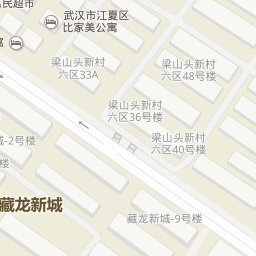 民超市
武汉市江夏区
比家美公寓
寓
梁山头新村
六区33A
梁山头新村
六区48号楼
梁山头新村
六区36号楼
梁山头新村
六区40号楼
城-2号楼
藏龙新城
藏龙新城-9号楼